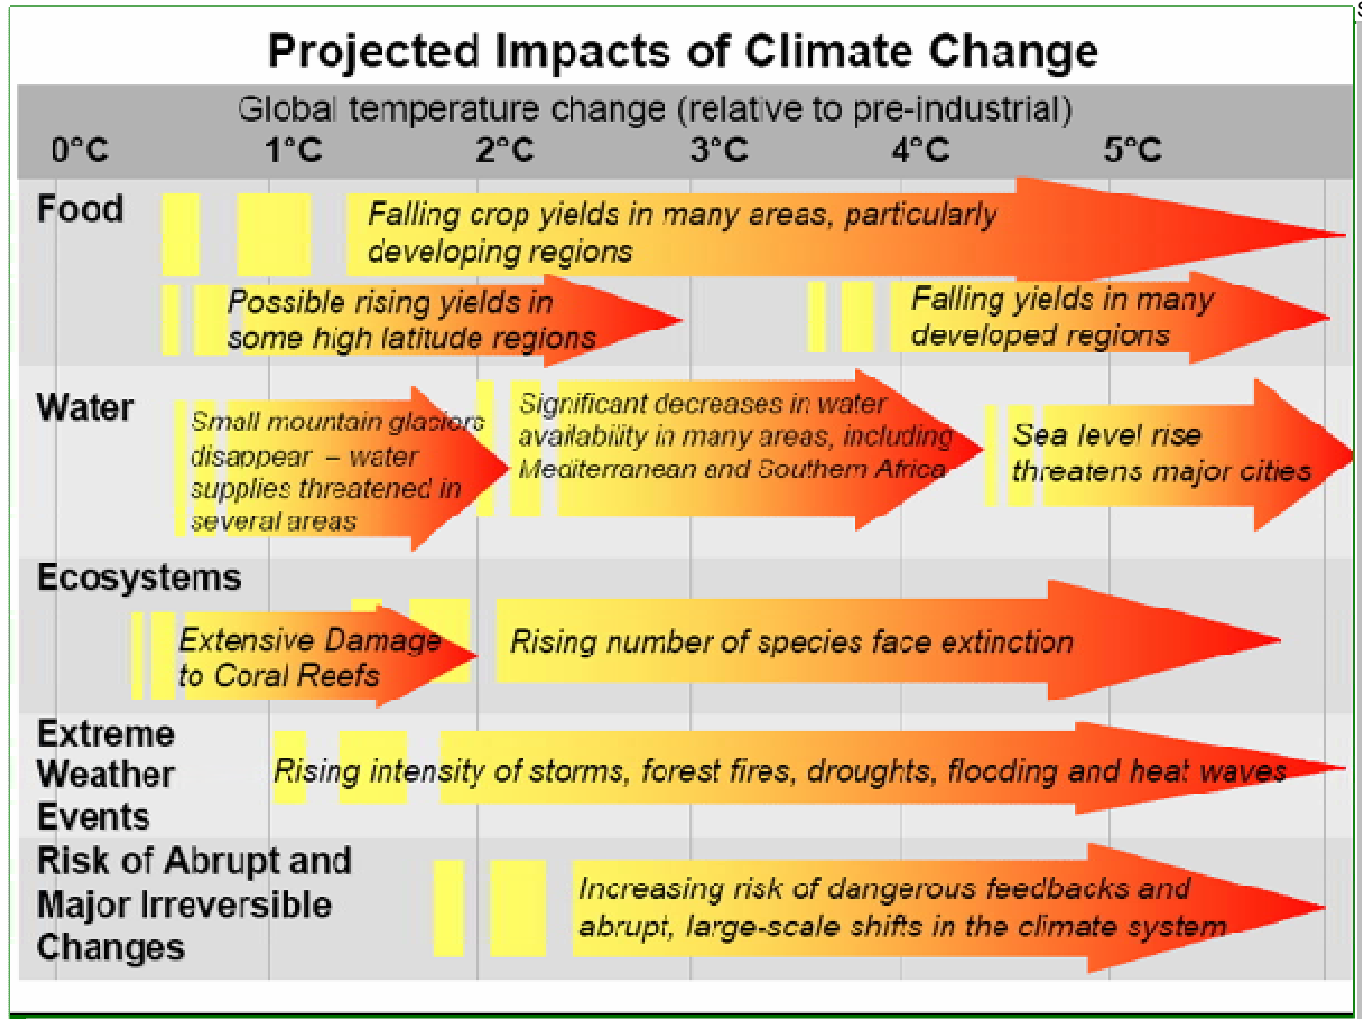 Projected Impacts of Climate Change
Global temperature change (relative to pre-industrial)
0°C 1°C 2°C 3°C 4°C 5°C
Food
Falling crop yields in many areas, particularly
developing regions
Possible rising yields in
some high latitude regions
Falling yields in many
developed regions
Water
Small mountain glaciers
disappear – water
supplies threatened in
several areas
Significant decreases in water
availability in many areas, including
Mediterranean and Southern Africa
Sea level rise
threatens major cities
Ecosystems
Extensive Damage
to Coral Reefs
Rising number of species face extinction
Extreme
Weather
Events
Rising intensity of storms, forest fires, droughts, flooding and heat waves
Risk of Abrupt and
Major Irreversible
Changes
Increasing risk of dangerous feedbacks and
abrupt, large-scale shifts in the climate system